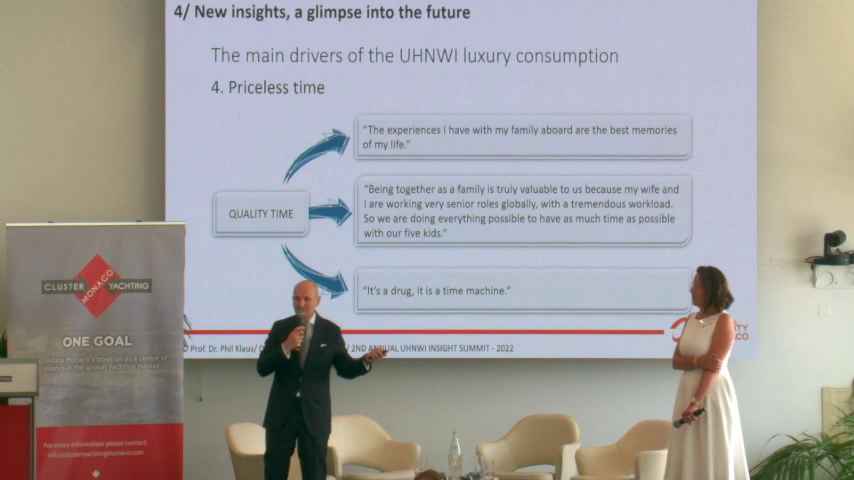 4/ New insights, a glimpse into the future
The main drivers of the UHNWI luxury consumption
4. Priceless time
"The experiences I have with my family aboard are the best memories
of my life."
QUALITY TIME
"Being together as a family is truly valuable to us because my wife and
I are working very senior roles globally, with a tremendous workload.
So we are doing everything possible to have as much time as possible
with our five kids."
"It's a drug, it is a time machine."
Prof. Dr. Phil Klaus/
2ND ANNUAL UHNWI INSIGHT SUMMIT - 2022
CLUSTER MONACO YACHTING
ONE GOAL
Monaco's position as a centre of
in the global yachting market
For more information please contact:
info@clusteryachtingmonaco.com